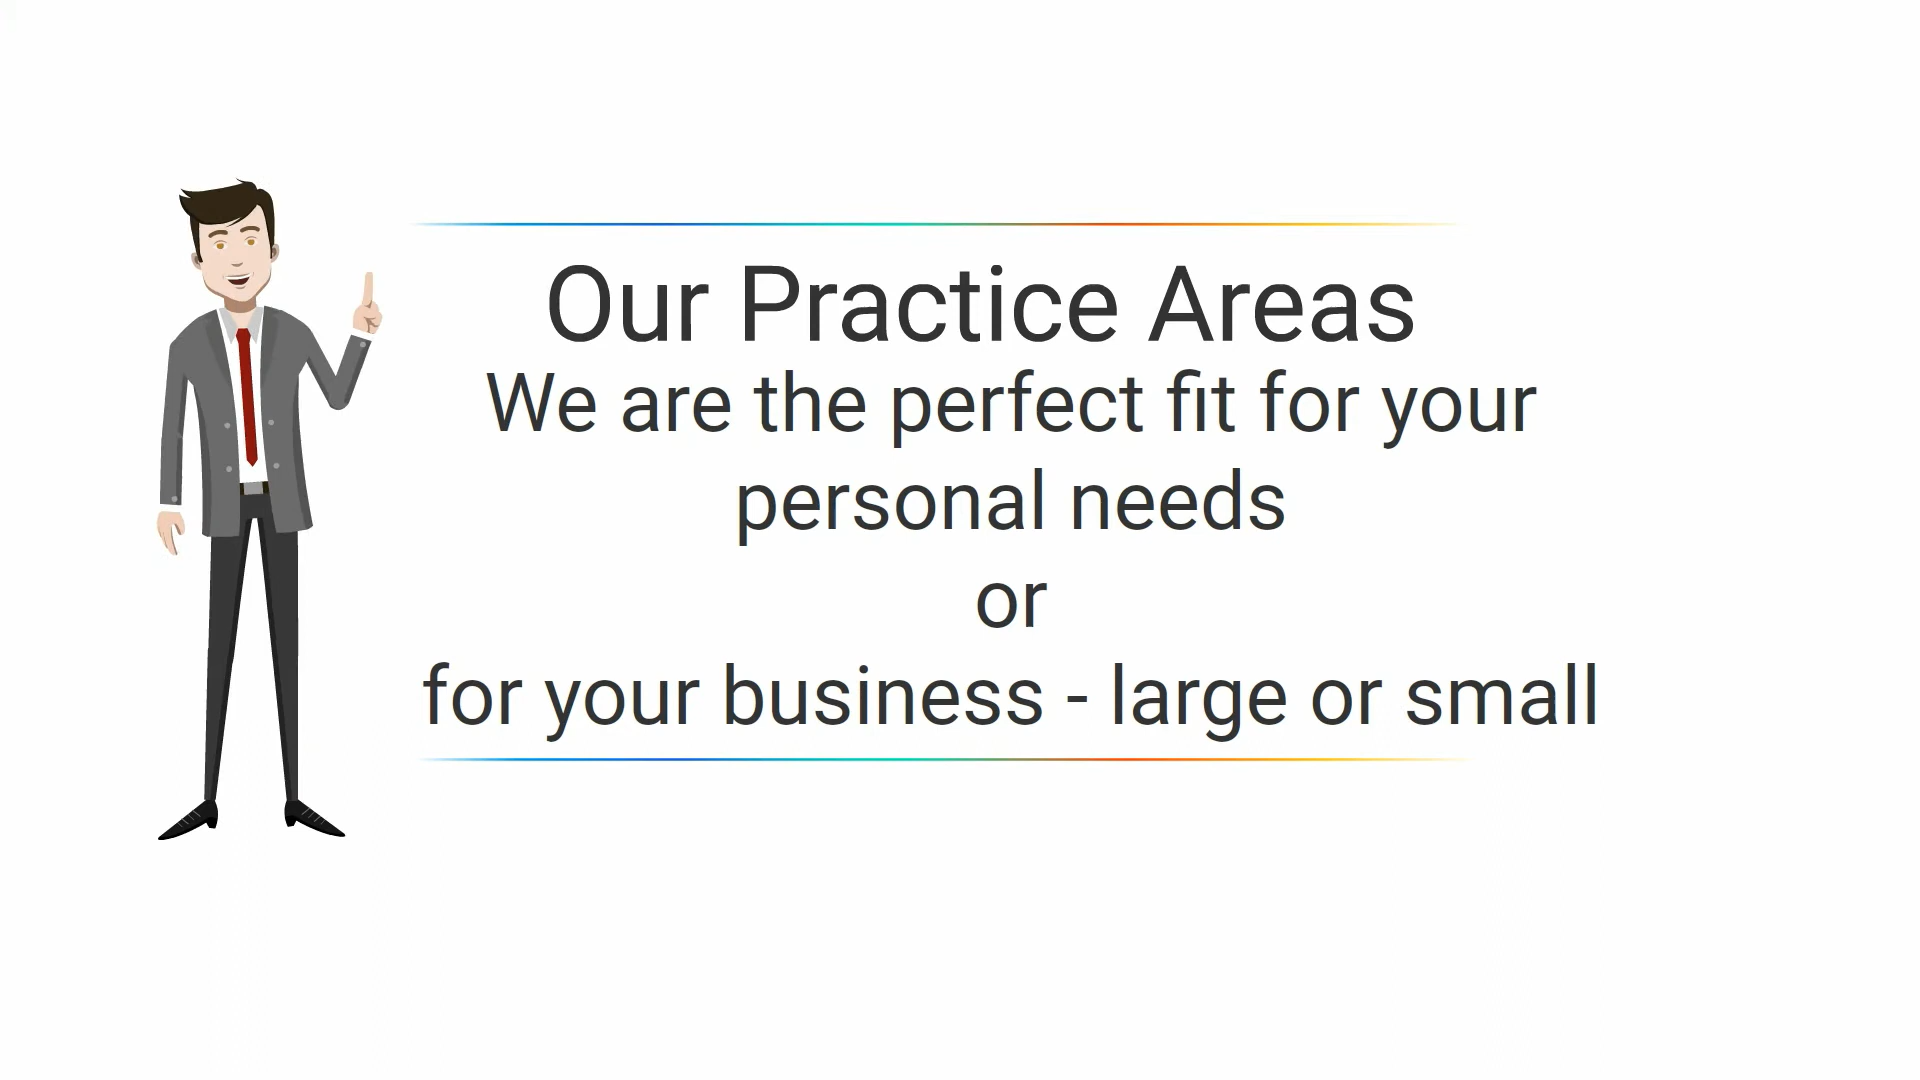 Our Practice Areas
We are the perfect fit for your
personal needs
or
for your business - large or small